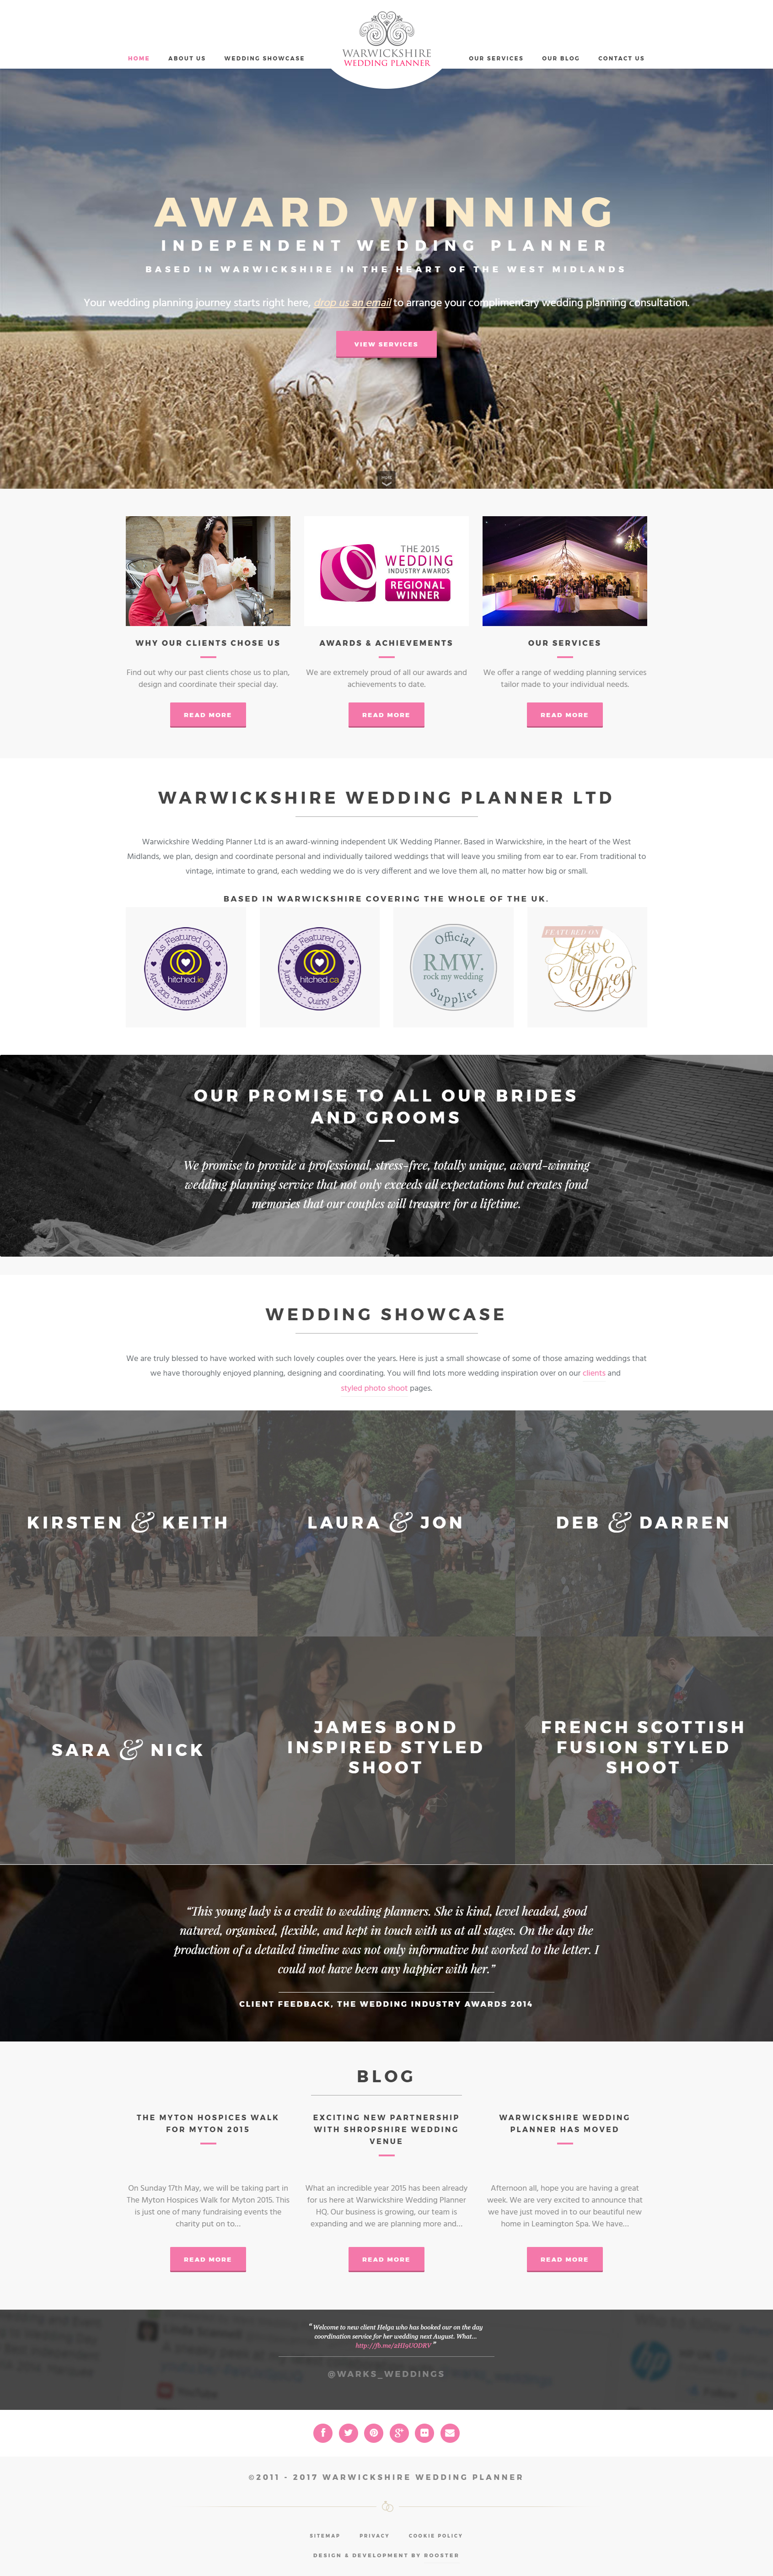 HOME ABOUT US WEDDING SHOWCASE
WARWICKSHIRE
WEDDING PLANNER
OUR SERVICES OUR BLOG CONTACT US
AWARD WINNING
INDEPENDENT WEDDING PLANNER
BASED IN WARWICKSHIRE IN THE HEART OF THE WEST MIDLANDS
Your wedding planning journey starts right here, drop us an email to arrange your complimentary wedding planning consultation.
VIEW SERVICES
THE 2015
WEDDING
INDUSTRY AWARDS
REGIONAL
WINNER
WHY OUR CLIENTS CHOSE US
Find out why our past clients chose us to plan,
design and coordinate their special day.
READ MORE
AWARDS & ACHIEVEMENTS
We are extremely proud of all our awards and
achievements to date.
READ MORE
OUR SERVICES
We offer a range of wedding planning services
tailor made to your individual needs.
READ MORE
WARWICKSHIRE WEDDING PLANNER LTD
Warwickshire Wedding Planner Ltd is an award-winning independent UK Wedding Planner. Based in Warwickshire, in the heart of the West
Midlands, we plan, design and coordinate personal and individually tailored weddings that will leave you smiling from ear to ear. From traditional to
vintage, intimate to grand, each wedding we do is very different and we love them all, no matter how big or small.
BASED IN WARWICKSHIRE COVERING THE WHOLE OF THE UK.
As Featured On
hitched.ie
April 2013 -Themed Weddings
As Featured On
hitched.ca
June 2013 - Quirky & Colourful
Official
RMW.
rock my wedding
Supplier
FEATURED ON
Love
My
Dress
OUR PROMISE TO ALL OUR BRIDES
AND GROOMS
We promise to provide a professional, stress-free, totally unique, award-winning
wedding planning service that not only exceeds all expectations but creates fond
memories that our couples will treasure for a lifetime.
WEDDING SHOWCASE
We are truly blessed to have worked with such lovely couples over the years. Here is just a small showcase of some of those amazing weddings that
we have thoroughly enjoyed planning, designing and coordinating. You will find lots more wedding inspiration over on our clients and
styled photo shoot pages.
KIRSTEN & KEITH
LAURA & JON
DEB & DARREN
SARA & NICK
JAMES BOND
INSPIRED STYLED
SHOOT
FRENCH SCOTTISH
FUSION STYLED
SHOOT
“This young lady is a credit to wedding planners. She is kind, level headed, good
natured, organised, flexible, and kept in touch with us at all stages. On the day the
production of a detailed timeline was not only informative but worked to the letter. I
could not have been any happier with her.”
CLIENT FEEDBACK, THE WEDDING INDUSTRY AWARDS 2014
BLOG
THE MYTON HOSPICES WALK
FOR MYTON 2015
On Sunday 17th May, we will be taking part in
The Myton Hospices Walk for Myton 2015. This
is just one of many fundraising events the
charity put on to...
READ MORE
EXCITING NEW PARTNERSHIP
WITH SHROPSHIRE WEDDING
VENUE
What an incredible year 2015 has been already
for us here at Warwickshire Wedding Planner
HQ. Our business is growing, our team is
expanding and we are planning more and...
READ MORE
WARWICKSHIRE WEDDING
PLANNER HAS MOVED
Afternoon all, hope you are having a great
week. We are very excited to announce that
we have just moved in to our beautiful new
home in Leamington Spa. We have...
READ MORE
“ Welcome to new client Helga who has booked our on the day
coordination service for her wedding next August. What...
http://fb.me/2HI9UODRV ”
@WARKS_WEDDINGS
©2011 - 2017 WARWICKSHIRE WEDDING PLANNER
SITEMAP PRIVACY COOKIE POLICY
DESIGN & DEVELOPMENT BY ROOSTER